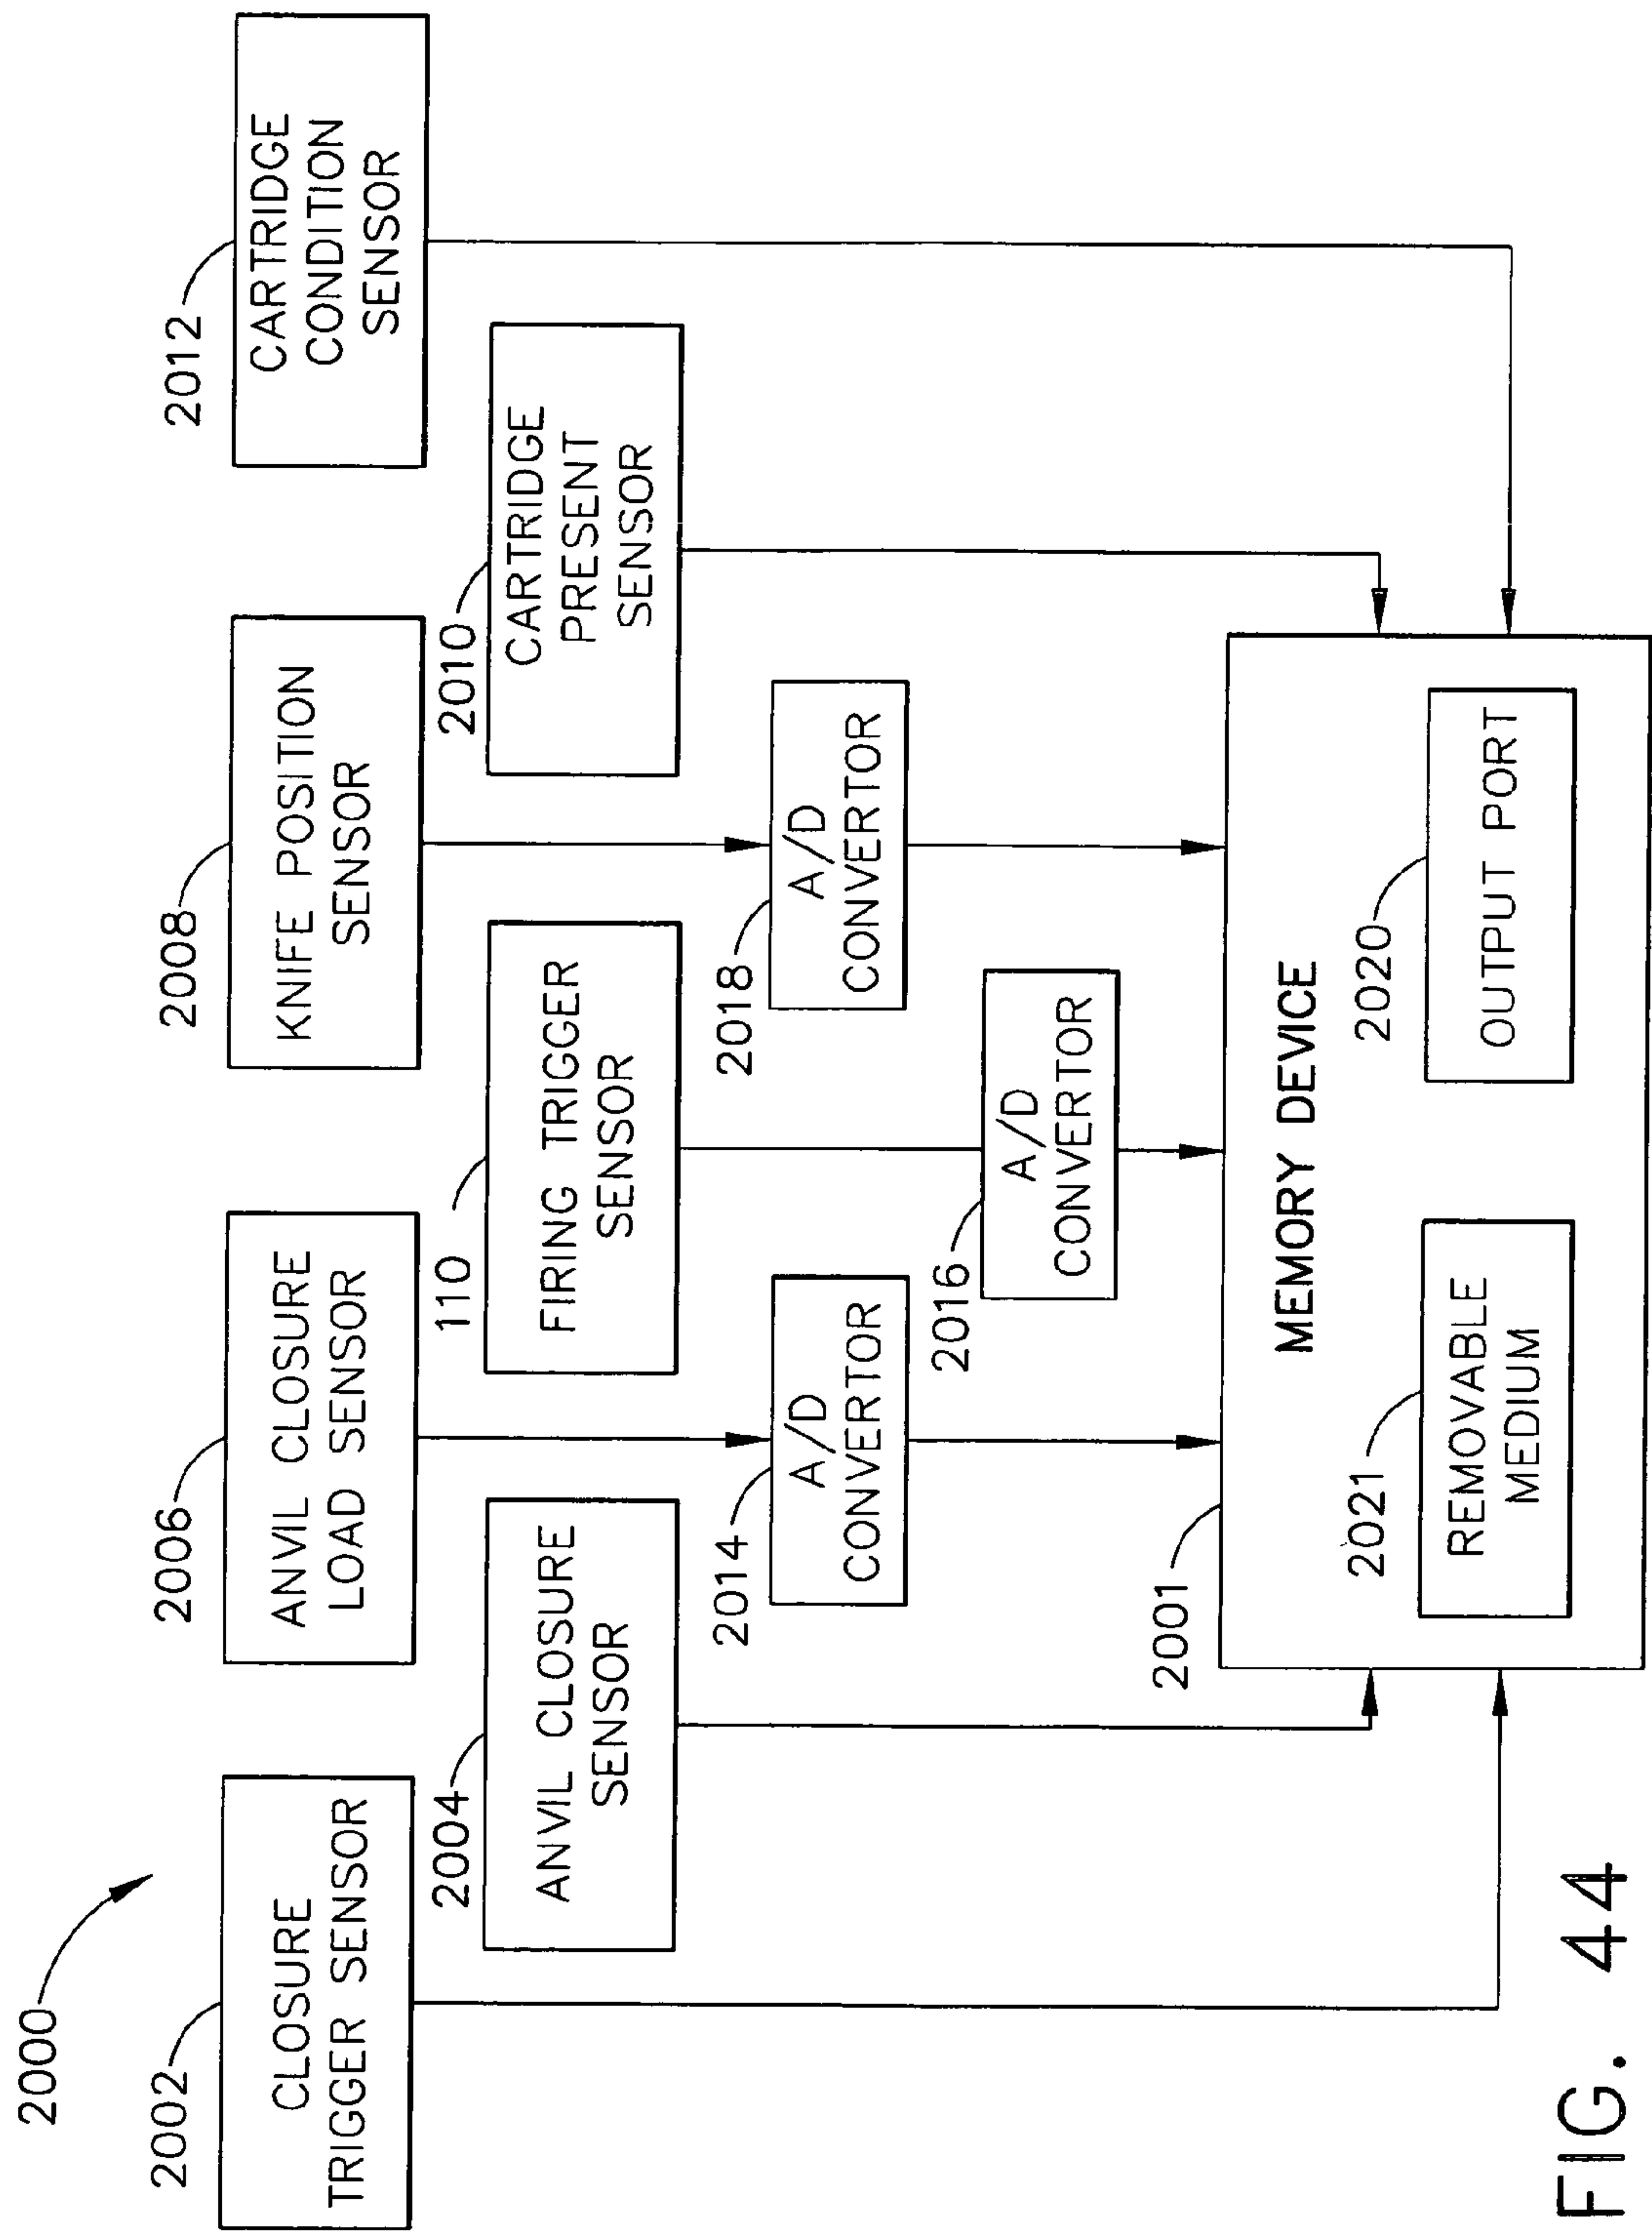 2000
2002
CLOSURE
TRIGGER SENSOR
2006
ANVIL CLOSURE
LOAD SENSOR
2008
KNIFE POSITION
SENSOR
2012
CARTRIDGE
CONDITION
SENSOR
2004
ANVIL CLOSURE
SENSOR
110
FIRING TRIGGER
SENSOR
2010
CARTRIDGE
PRESENT
SENSOR
2014
A/D
CONVERTOR
2018
A/D
CONVERTOR
2016
A/D
CONVERTOR
2001
MEMORY DEVICE
2021
REMOVABLE
MEDIUM
2020
OUTPUT PORT
FIG. 44